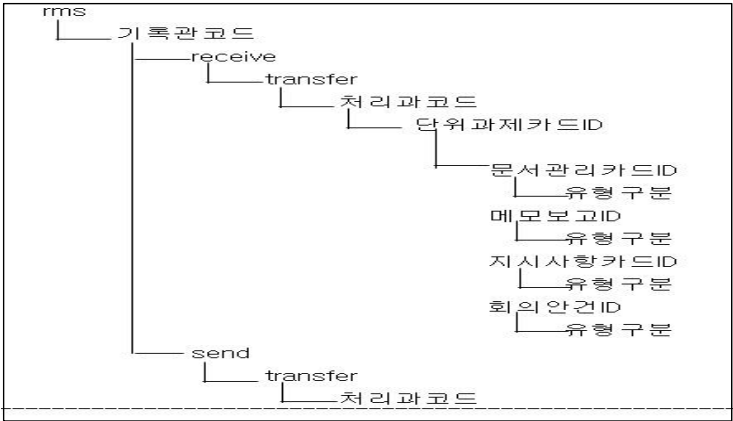 rms
기록관코드
receive
transfer
처리과코드
단위과제카드ID
문서관리카드ID
유형구분
메모보고ID
유형구분
지시사항카드ID
유형구분
회의안건ID
유형구분
send
transfer
처리과코드